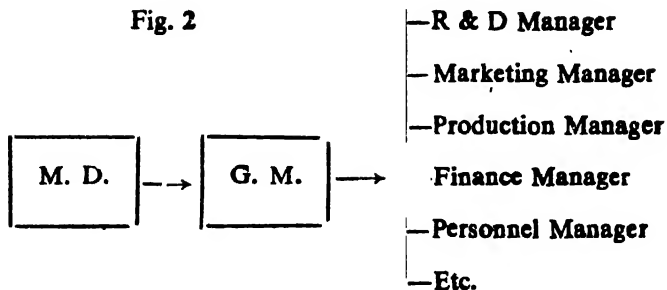 Fig. 2
R & D Manager
Marketing Manager
Production Manager
M. D.
G. M.
Finance Manager
Personnel Manager
Etc.